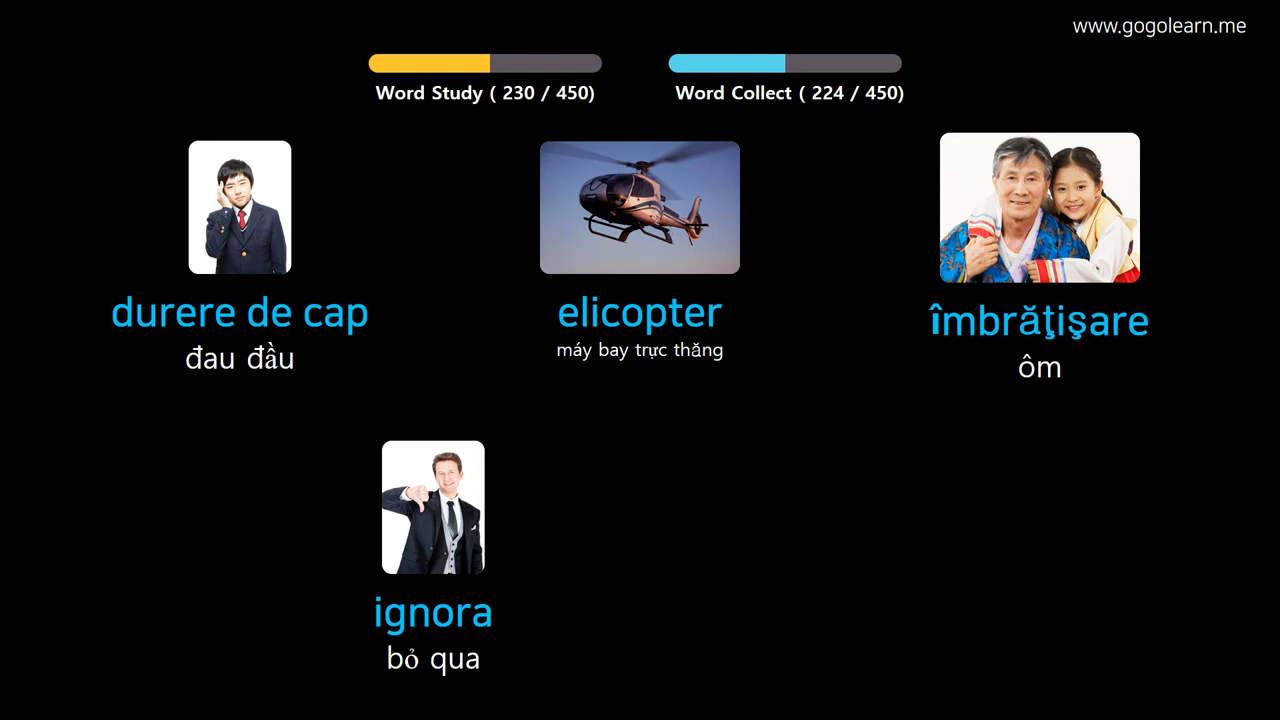 www.gogolearn.me
Word Study ( 230 / 450)
Word Collect ( 224 / 450)
durere de cap
đau đầu
elicopter
máy bay trực thăng
îmbrăţişare
ôm
ignora
bỏ qua